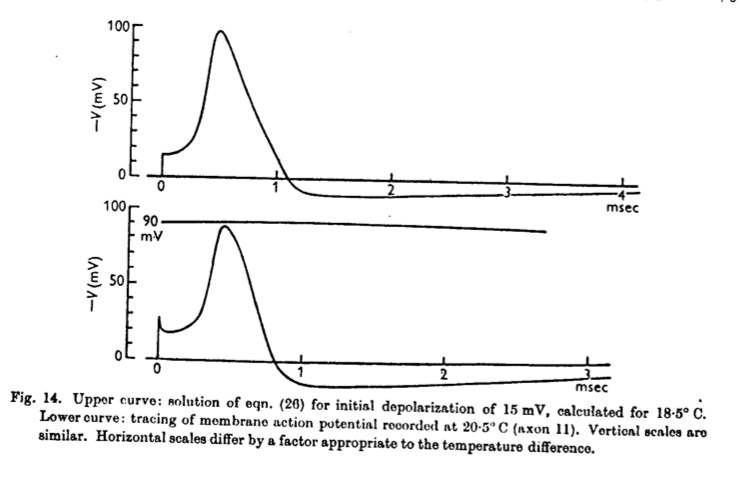 100
—V (mV)
50
0
0 1 2 3 4
msec
100
90
mV
—V (mV)
50
0
0 1 2 3
msec
Fig. 14. Upper curve: solution of eqn. (26) for initial depolarization of 15 mV, calculated for 18·5° C.
Lower curve: tracing of membrane action potential recorded at 20·5° C (axon 11). Vertical scales are
similar. Horizontal scales differ by a factor appropriate to the temperature difference.